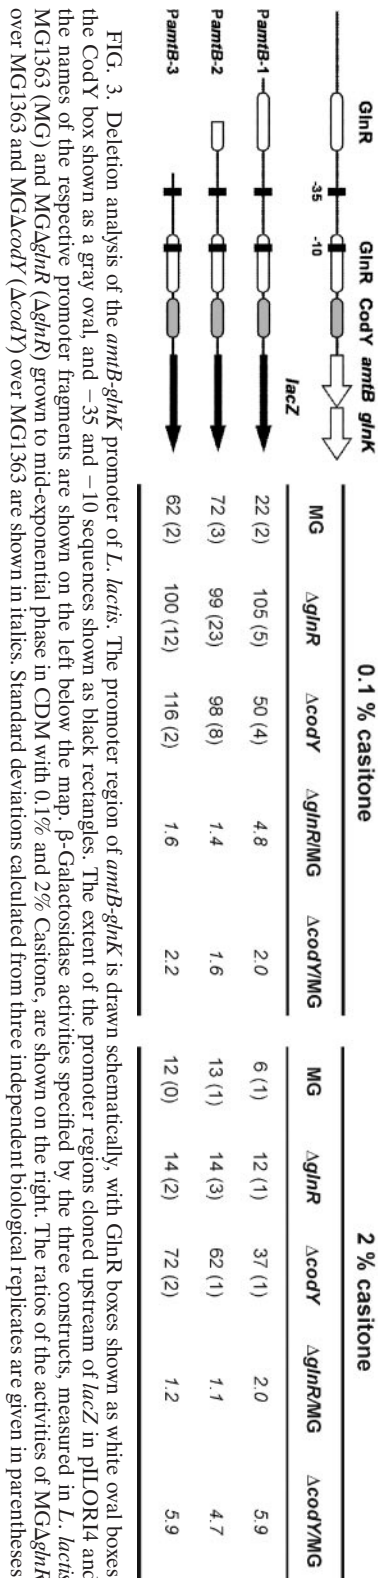 0.1 % casitone 2 % casitone
GlnR -35 -10 GlnR CodY amtB glnK MG ΔglnR ΔcodY ΔglnR/MG ΔcodY/MG MG ΔglnR ΔcodY ΔglnR/MG ΔcodY/MG
lacZ
PamtB-1 22 (2) 105 (5) 50 (4) 4.8 2.0 6 (1) 12 (1) 37 (1) 2.0 5.9
PamtB-2 72 (3) 99 (23) 98 (8) 1.4 1.6 13 (1) 14 (3) 62 (1) 1.1 4.7
PamtB-3 62 (2) 100 (12) 116 (2) 1.6 2.2 12 (0) 14 (2) 72 (2) 1.2 5.9
FIG. 3. Deletion analysis of the amtB-glnK promoter of L. lactis. The promoter region of amtB-glnK is drawn schematically, with GlnR boxes shown as white oval boxes,
the CodY box shown as a gray oval, and −35 and −10 sequences shown as black rectangles. The extent of the promoter regions cloned upstream of lacZ in pILORI4 and
the names of the respective promoter fragments are shown on the left below the map. β-Galactosidase activities specified by the three constructs, measured in L. lactis
MG1363 (MG) and MGΔglnR (ΔglnR) grown to mid-exponential phase in CDM with 0.1% and 2% Casitone, are shown on the right. The ratios of the activities of MGΔglnR
over MG1363 and MGΔcodY (ΔcodY) over MG1363 are shown in italics. Standard deviations calculated from three independent biological replicates are given in parentheses